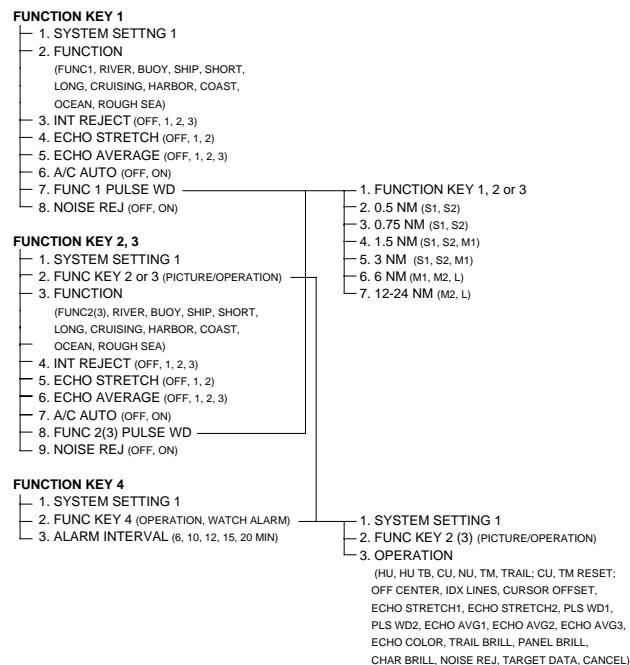 FUNCTION KEY 1
1. SYSTEM SETTNG 1
2. FUNCTION
(FUNC1, RIVER, BUOY, SHIP, SHORT,
LONG, CRUISING, HARBOR, COAST,
OCEAN, ROUGH SEA)
3. INT REJECT (OFF, 1, 2, 3)
4. ECHO STRETCH (OFF, 1, 2)
5. ECHO AVERAGE (OFF, 1, 2, 3)
6. A/C AUTO (OFF, ON)
7. FUNC 1 PULSE WD
8. NOISE REJ (OFF, ON)
1. FUNCTION KEY 1, 2 or 3
2. 0.5 NM (S1, S2)
3. 0.75 NM (S1, S2)
4. 1.5 NM (S1, S2, M1)
5. 3 NM (S1, S2, M1)
6. 6 NM (M1, M2, L)
7. 12-24 NM (M2, L)
FUNCTION KEY 2, 3
1. SYSTEM SETTING 1
2. FUNC KEY 2 or 3 (PICTURE/OPERATION)
3. FUNCTION
(FUNC2(3), RIVER, BUOY, SHIP, SHORT,
LONG, CRUISING, HARBOR, COAST,
OCEAN, ROUGH SEA)
4. INT REJECT (OFF, 1, 2, 3)
5. ECHO STRETCH (OFF, 1, 2)
6. ECHO AVERAGE (OFF, 1, 2, 3)
7. A/C AUTO (OFF, ON)
8. FUNC 2(3) PULSE WD
9. NOISE REJ (OFF, ON)
FUNCTION KEY 4
1. SYSTEM SETTING 1
2. FUNC KEY 4 (OPERATION, WATCH ALARM)
3. ALARM INTERVAL (6, 10, 12, 15, 20 MIN)
1. SYSTEM SETTING 1
2. FUNC KEY 2 (3) (PICTURE/OPERATION)
3. OPERATION
(HU, HU TB, CU, NU, TM, TRAIL; CU, TM RESET;
OFF CENTER, IDX LINES, CURSOR OFFSET,
ECHO STRETCH1, ECHO STRETCH2, PLS WD1,
PLS WD2, ECHO AVG1, ECHO AVG2, ECHO AVG3,
ECHO COLOR, TRAIL BRILL, PANEL BRILL,
CHAR BRILL, NOISE REJ, TARGET DATA, CANCEL)